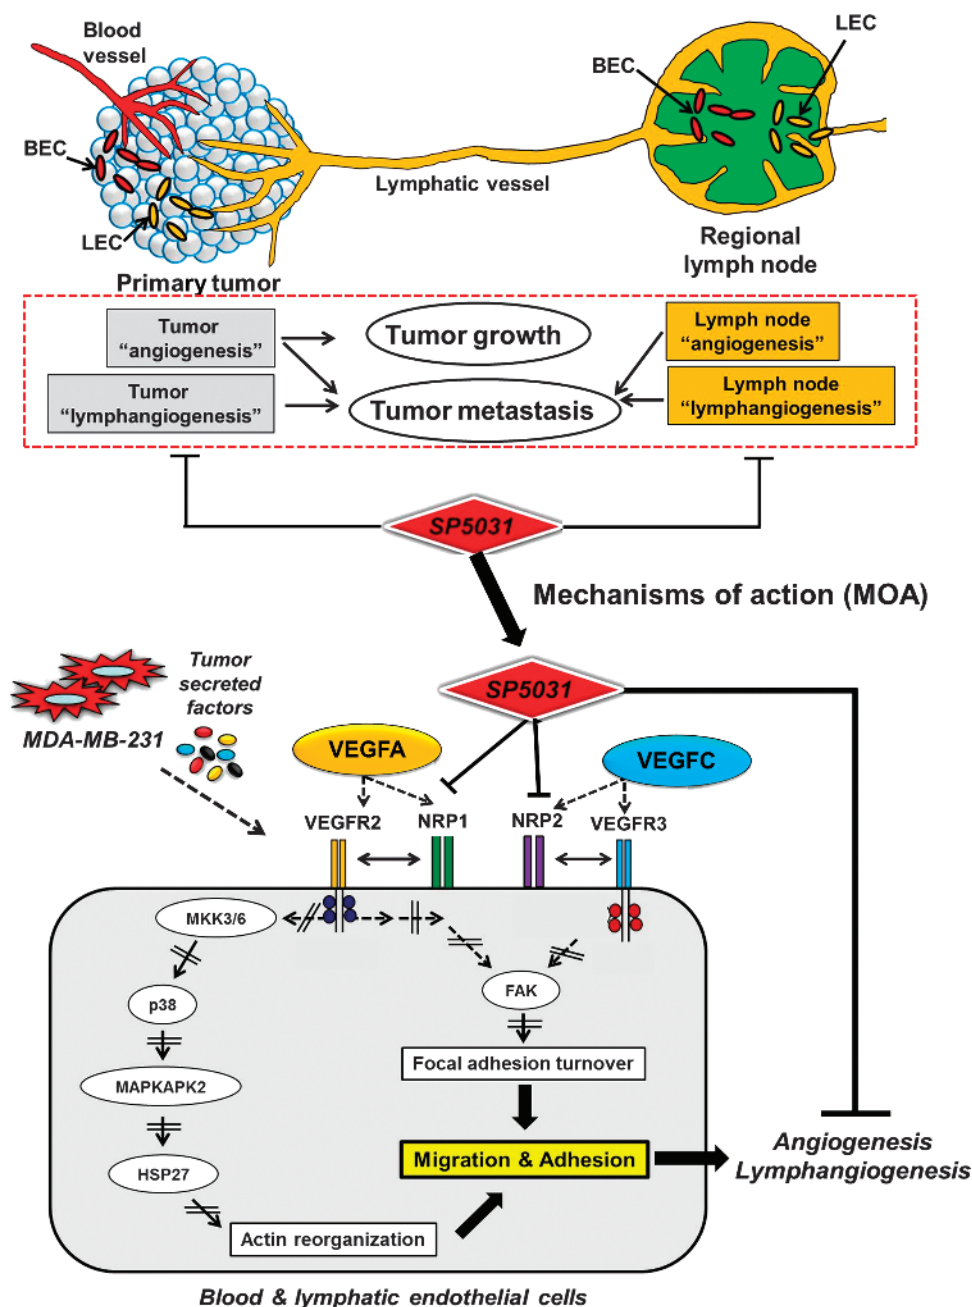 Blood
vessel
BEC
LEC
Primary tumor
Lymphatic vessel
BEC
LEC
Regional
lymph node
Tumor
“angiogenesis”
Tumor
“lymphangiogenesis”
Tumor growth
Tumor metastasis
Lymph node
“angiogenesis”
Lymph node
“lymphangiogenesis”
SP5031
Mechanisms of action (MOA)
SP5031
MDA-MB-231
Tumor
secreted
factors
VEGFA
VEGFC
VEGFR2
NRP1
NRP2
VEGFR3
MKK3/6
p38
MAPKAPK2
HSP27
Actin reorganization
FAK
Focal adhesion turnover
Migration & Adhesion
Angiogenesis
Lymphangiogenesis
Blood & lymphatic endothelial cells